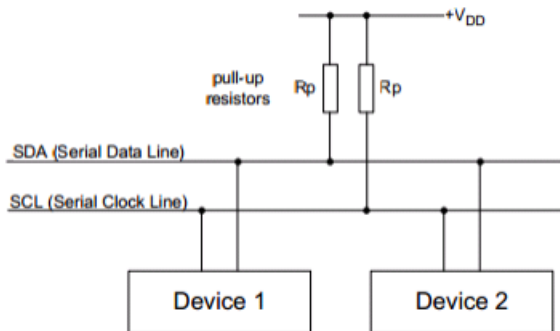 +VDD
pull-up
resistors
Rp
Rp
SDA (Serial Data Line)
SCL (Serial Clock Line)
Device 1
Device 2